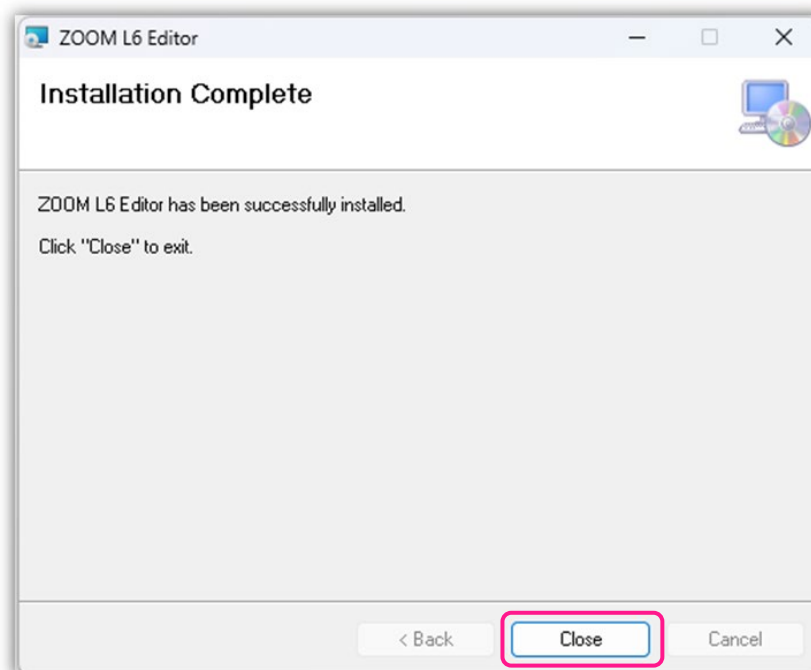 ZOOM L6 Editor
Installation Complete
ZOOM L6 Editor has been successfully installed.
Click "Close" to exit.
< Back
Close
Cancel